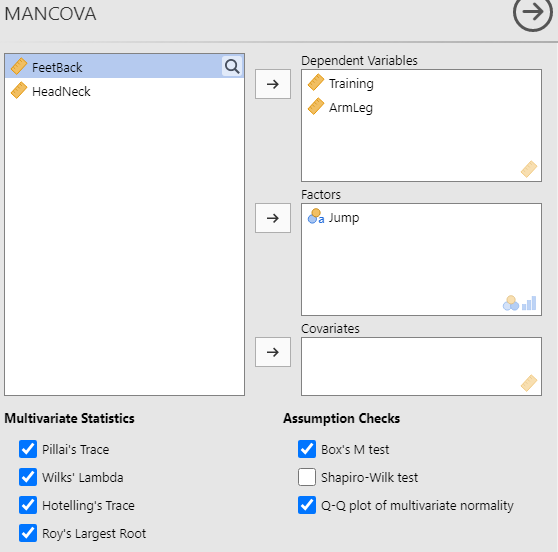 MANCOVA
FeetBack
HeadNeck
Dependent Variables
Training
ArmLeg
Factors
a Jump
Covariates
Multivariate Statistics
Pillai's Trace
Wilks' Lambda
Hotelling's Trace
Roy's Largest Root
Assumption Checks
Box's M test
Shapiro-Wilk test
Q-Q plot of multivariate normality